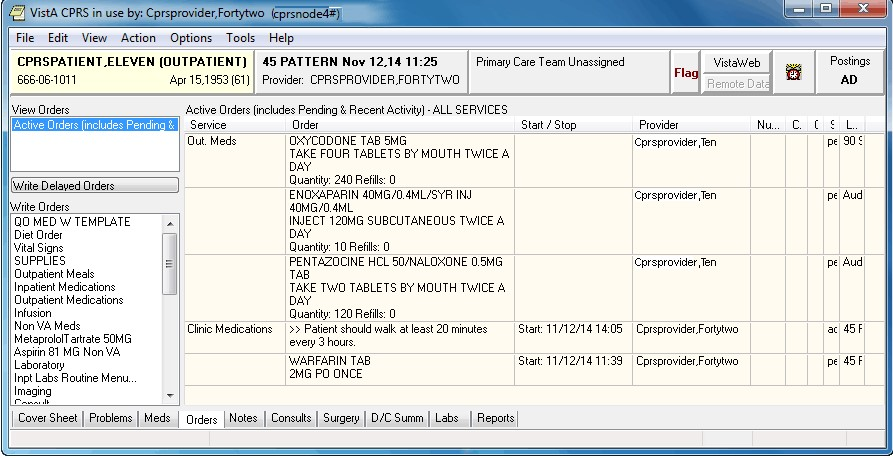 VistA CPRS in use by: Cprsprovider,Fortytwo (cprsnode4#)
File Edit View Action Options Tools Help
CPRSPATIENT,ELEVEN (OUTPATIENT)
666-06-1011 Apr 15,1953 (61)
45 PATTERN Nov 12,14 11:25
Provider: CPRSPROVIDER,FORTYTWO
Primary Care Team Unassigned
Flag
VistaWeb
Remote Data
Postings
AD
View Orders
Active Orders (includes Pending &
Write Delayed Orders
Write Orders
QO MED W TEMPLATE
Diet Order
Vital Signs
SUPPLIES
Outpatient Meals
Inpatient Medications
Outpatient Medications
Infusion
Non VA Meds
MetaprololTartrate 50MG
Aspirin 81 MG Non VA
Laboratory
Inpt Labs Routine Menu...
Imaging
Consult
Active Orders (includes Pending & Recent Activity) - ALL SERVICES
Service Order Start / Stop Provider Nu... C. C S L..
Out. Meds OXYCODONE TAB 5MG Cprsprovider,Ten pe 90 S
TAKE FOUR TABLETS BY MOUTH TWICE A
DAY
Quantity: 240 Refills: 0
ENOXAPARIN 40MG/0.4ML/SYR INJ Cprsprovider,Ten pe Aud
40MG/0.4ML
INJECT 120MG SUBCUTANEOUS TWICE A
DAY
Quantity: 10 Refills: 0
PENTAZOCINE HCL 50/NALOXONE 0.5MG Cprsprovider,Ten pe Aud
TAB
TAKE TWO TABLETS BY MOUTH TWICE A
DAY
Quantity: 120 Refills: 0
Clinic Medications >> Patient should walk at least 20 minutes Start: 11/12/14 14:05 Cprsprovider,Fortytwo ac 45 F
every 3 hours.
WARFARIN TAB Start: 11/12/14 11:39 Cprsprovider,Fortytwo pe 45 F
2MG PO ONCE
Cover Sheet Problems Meds Orders Notes Consults Surgery D/C Summ Labs Reports